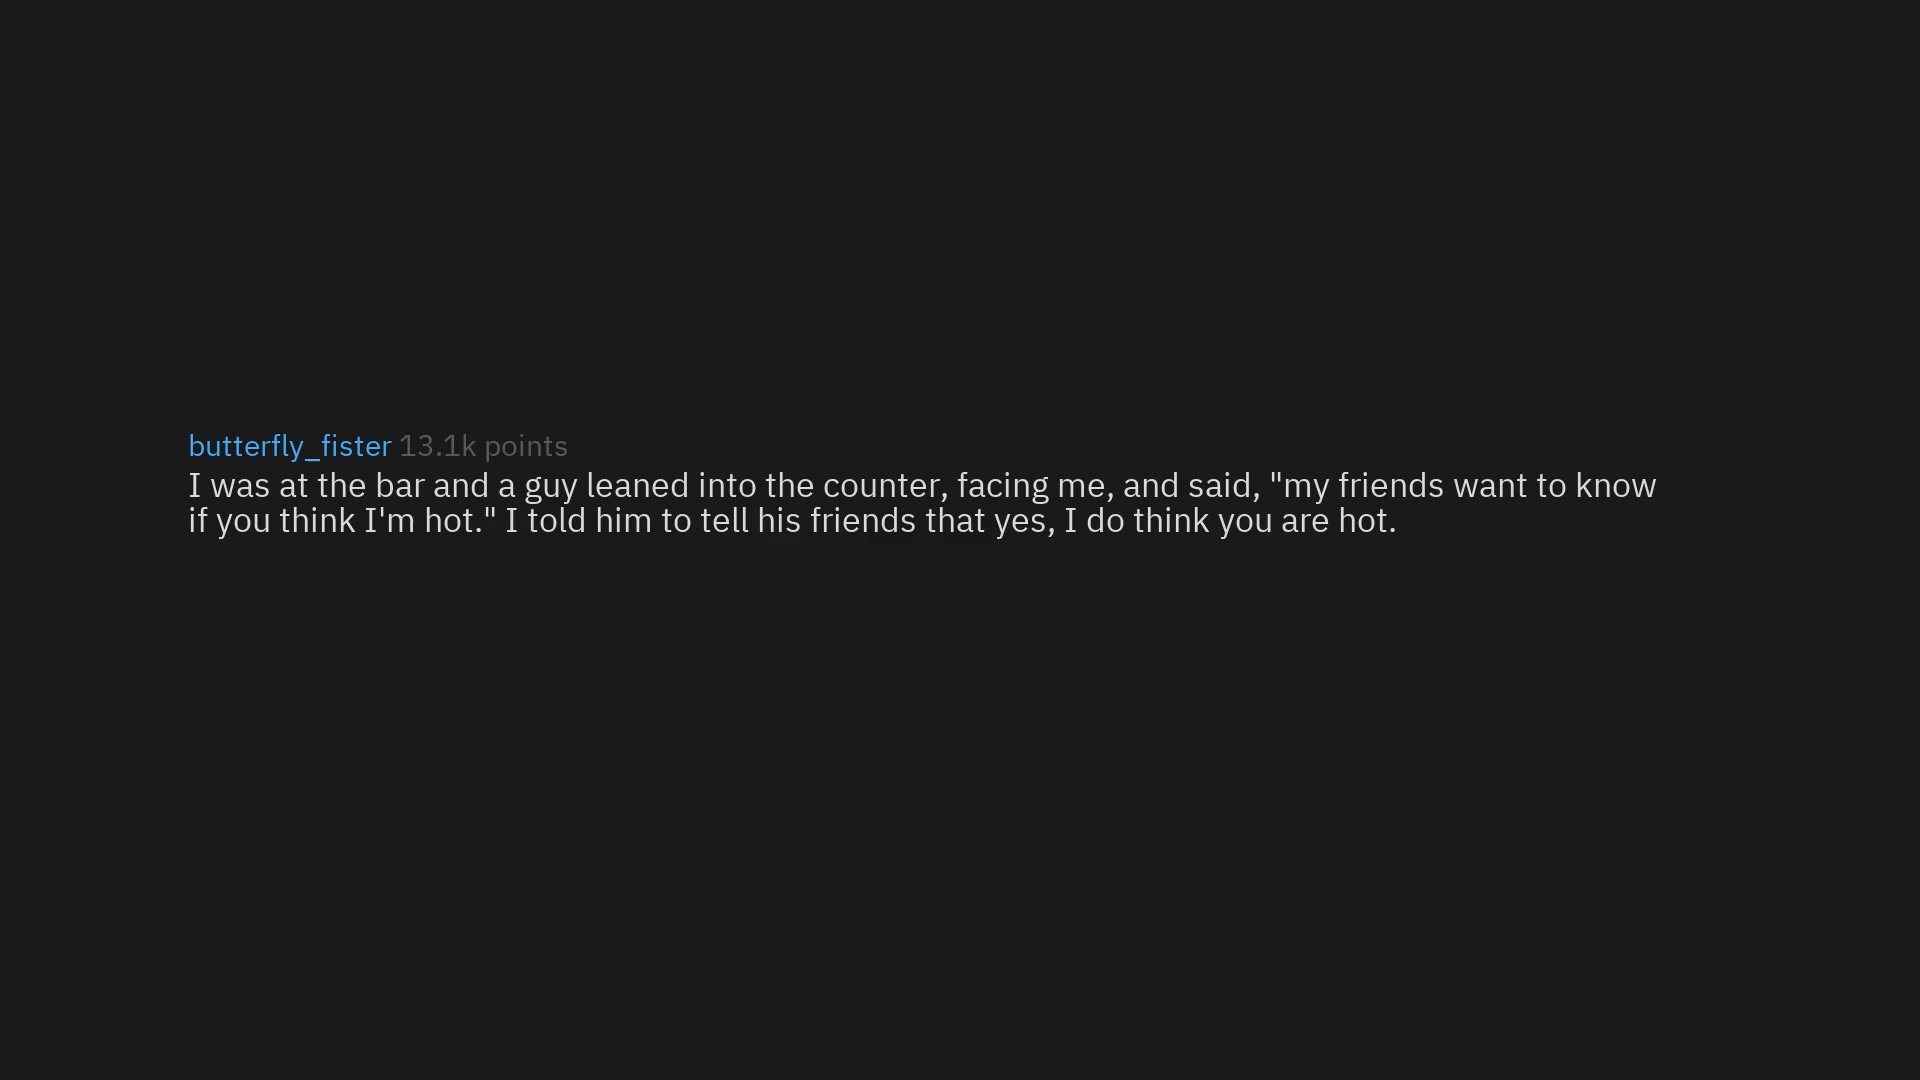 butterfly_fister 13.1k points
I was at the bar and a guy leaned into the counter, facing me, and said, "my friends want to know
if you think I'm hot." I told him to tell his friends that yes, I do think you are hot.